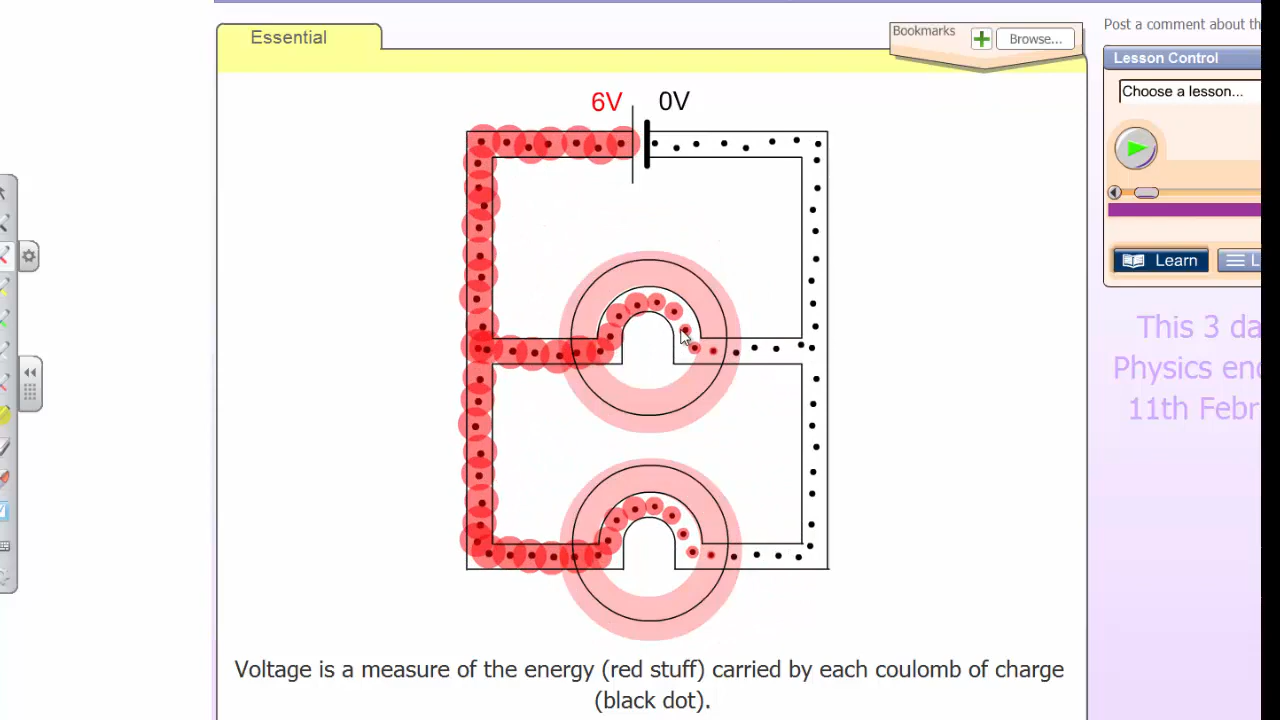 Essential
Bookmarks
Browse...
Post a comment about th
Lesson Control
Choose a lesson...
6V
0V
Learn
L
This 3 da
Physics end
11th Febr
Voltage is a measure of the energy (red stuff) carried by each coulomb of charge
(black dot).